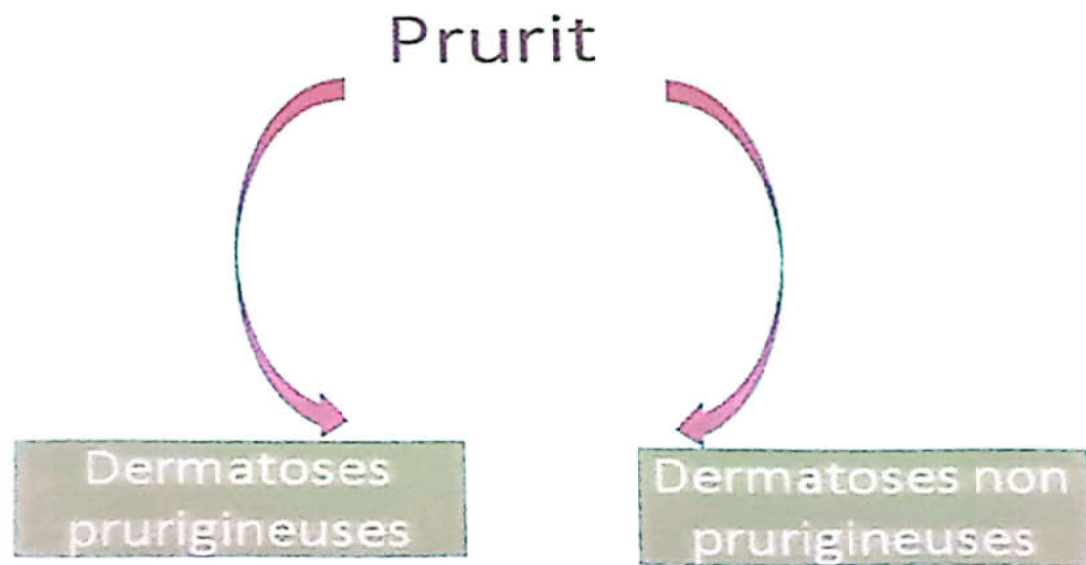 Prurit
Dermatoses
prurigineuses
Dermatoses non
prurigineuses